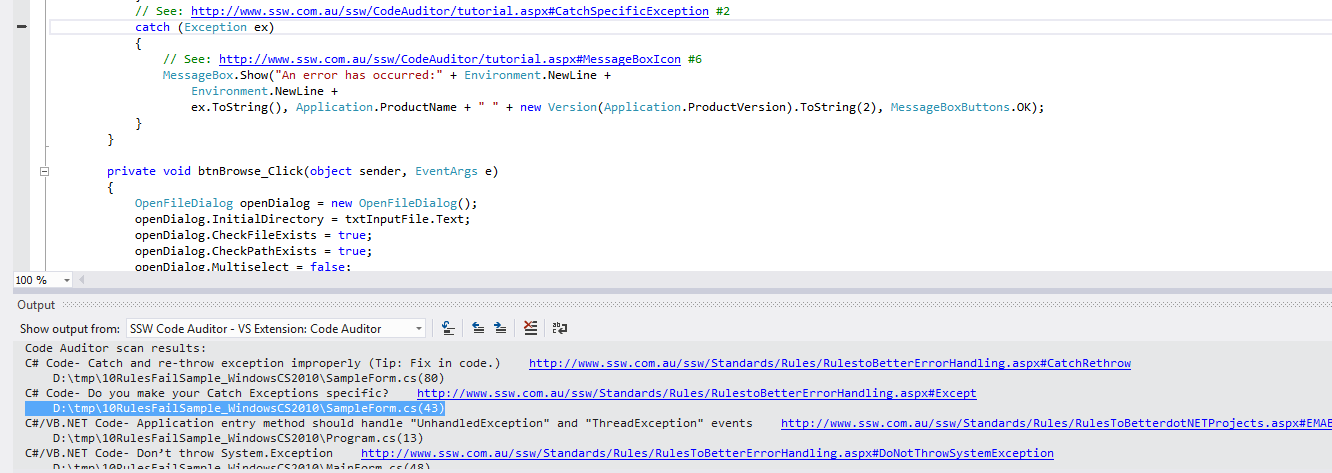 // See: http://www.ssw.com.au/ssw/CodeAuditor/tutorial.aspx#CatchSpecificException #2
catch (Exception ex)
{
// See: http://www.ssw.com.au/ssw/CodeAuditor/tutorial.aspx#MessageBoxIcon #6
MessageBox.Show("An error has occurred:" + Environment.NewLine +
Environment.NewLine +
ex.ToString(), Application.ProductName + " " + new Version(Application.ProductVersion).ToString(2), MessageBoxButtons.OK);
}
}
private void btnBrowse_Click(object sender, EventArgs e)
{
OpenFileDialog openDialog = new OpenFileDialog();
openDialog.InitialDirectory = txtInputFile.Text;
openDialog.CheckFileExists = true;
openDialog.CheckPathExists = true;
openDialog.Multiselect = false;
100 %
Output
Show output from: SSW Code Auditor - VS Extension: Code Auditor
Code Auditor scan results:
C# Code- Catch and re-throw exception improperly (Tip: Fix in code.) http://www.ssw.com.au/ssw/Standards/Rules/RulestoBetterErrorHandling.aspx#CatchRethrow
D:\tmp\10RulesFailSample_WindowsCS2010\SampleForm.cs(80)
C# Code- Do you make your Catch Exceptions specific? http://www.ssw.com.au/ssw/Standards/Rules/RulestoBetterErrorHandling.aspx#Except
D:\tmp\10RulesFailSample_WindowsCS2010\SampleForm.cs(43)
C#/VB.NET Code- Application entry method should handle "UnhandledException" and "ThreadException" events http://www.ssw.com.au/ssw/Standards/Rules/RulesToBetterdotNETProjects.aspx#EMAE
D:\tmp\10RulesFailSample_WindowsCS2010\Program.cs(13)
C#/VB.NET Code- Don’t throw System.Exception http://www.ssw.com.au/ssw/Standards/Rules/RulesToBetterErrorHandling.aspx#DoNotThrowSystemException
D:\tmp\10RulesFailSample_WindowsCS2010\MainForm.cs(48)